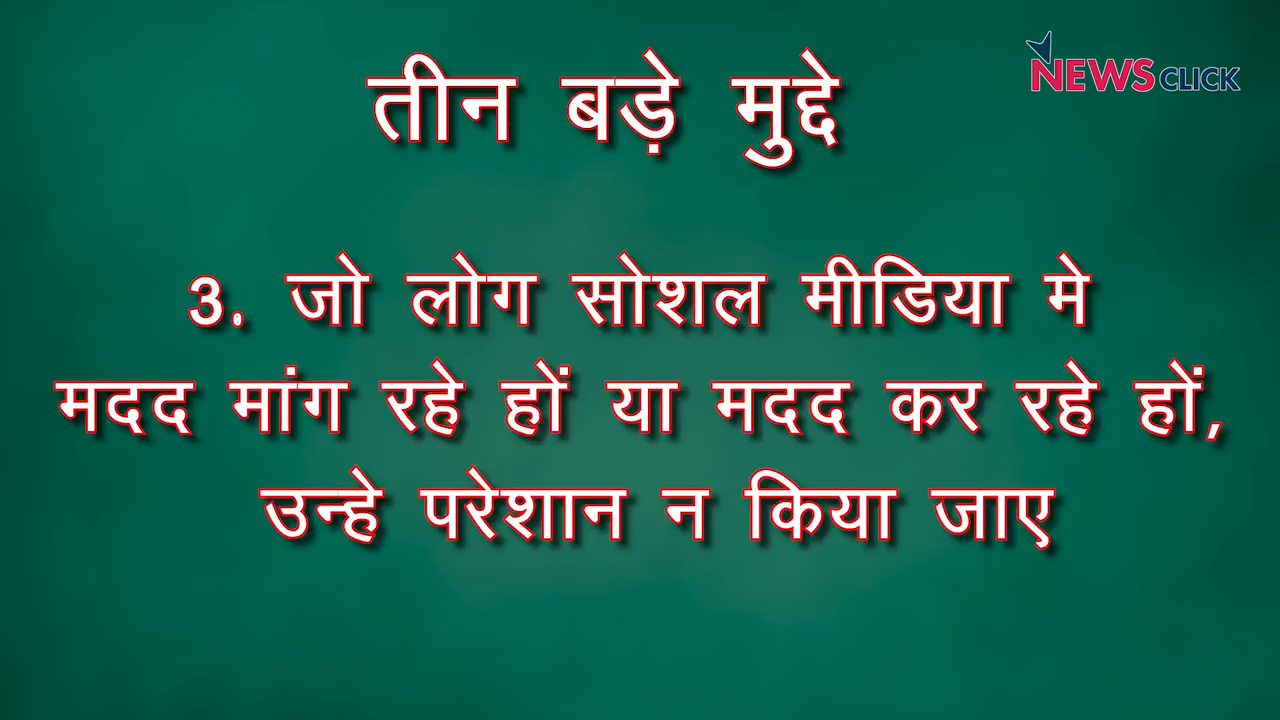 NEWSCLICK
तीन बड़े मुद्दे
3. जो लोग सोशल मीडिया मे
मदद मांग रहे हों या मदद कर रहे हों,
उन्हे परेशान न किया जाए